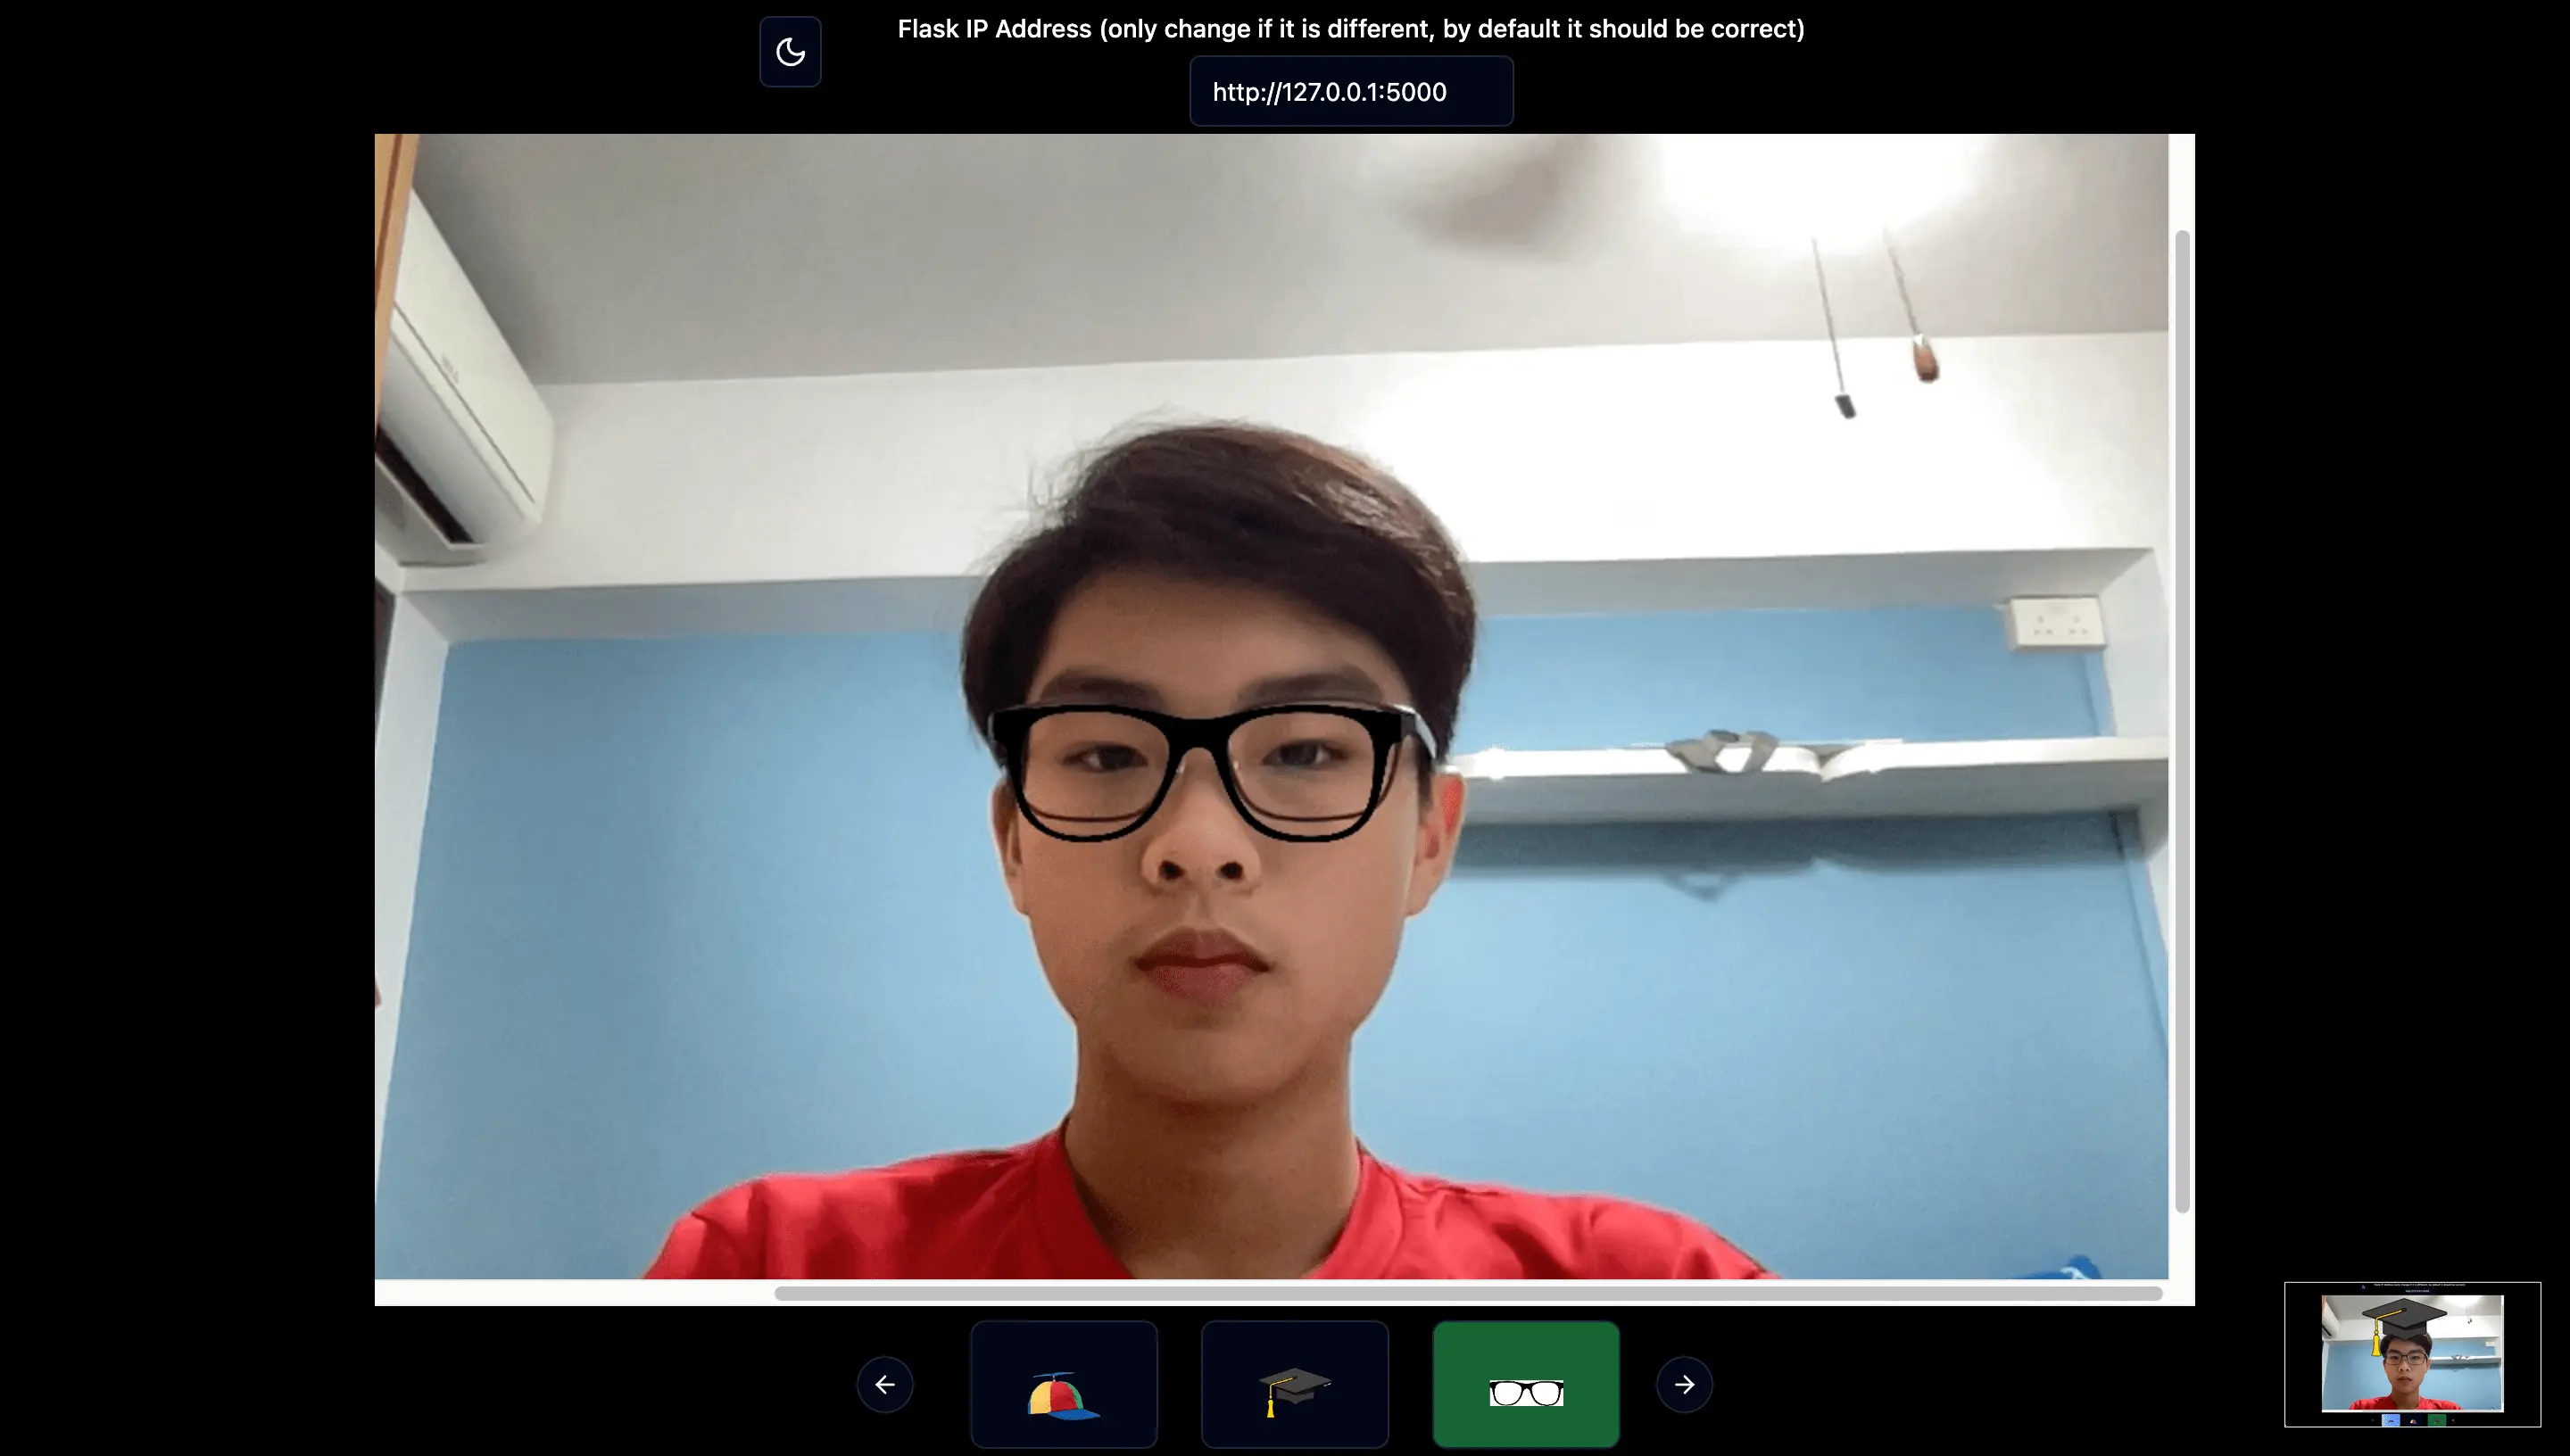 Flask IP Address (only change if it is different, by default it should be correct)
http://127.0.0.1:5000